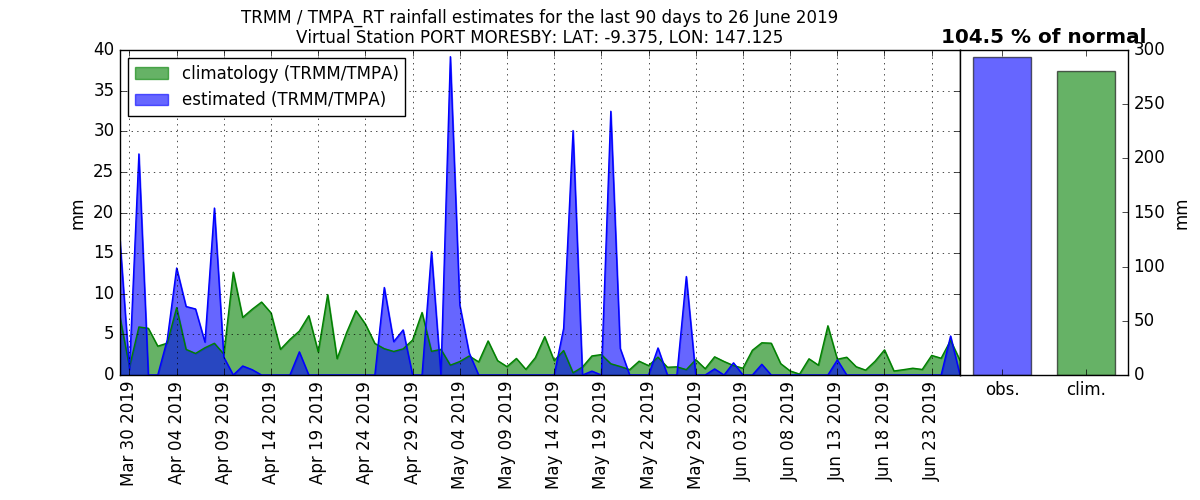 TRMM / TMPA_RT rainfall estimates for the last 90 days to 26 June 2019
Virtual Station PORT MORESBY: LAT: -9.375, LON: 147.125
104.5 % of normal
climatology (TRMM/TMPA)
estimated (TRMM/TMPA)
mm
40
35
30
25
20
15
10
5
0
Mar 30 2019
Apr 04 2019
Apr 09 2019
Apr 14 2019
Apr 19 2019
Apr 24 2019
Apr 29 2019
May 04 2019
May 09 2019
May 14 2019
May 19 2019
May 24 2019
May 29 2019
Jun 03 2019
Jun 08 2019
Jun 13 2019
Jun 18 2019
Jun 23 2019
obs.
clim.
300
250
200
150
100
50
0
mm